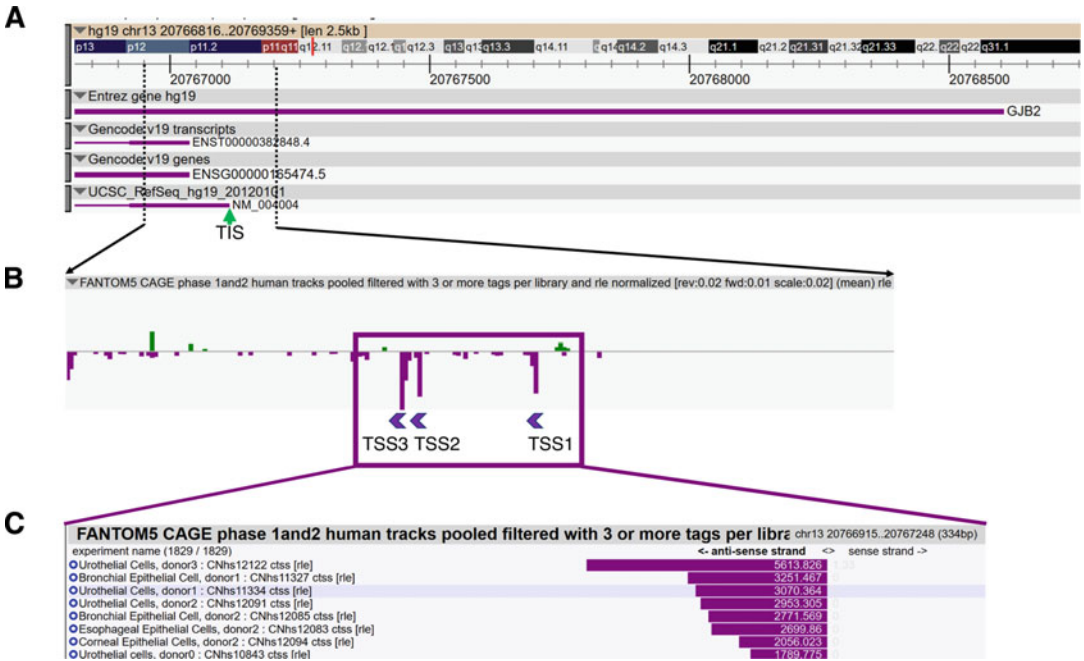 A
hg19 chr13 20766816..20769359+ [len 2.5kb ]
p13 p12 p11.2 p11 q11 q12.11 q12. q12.1 q1 q12.3 q13 q1 q13.3 q14.11 q14 q14.2 q14.3 q21.1 q21.2 q21.31 q21.32 q21.33 q22. q22 q22 q31.1
20767000 20767500 20768000 20768500
Entrez gene hg19
GJB2
Gencode v19 transcripts
ENST00000382848.4
Gencode v19 genes
ENSG00000165474.5
UCSC_RefSeq_hg19_20120101
NM_004004
TIS
B
FANTOM5 CAGE phase 1and2 human tracks pooled filtered with 3 or more tags per library and rle normalized [rev:0.02 fwd:0.01 scale:0.02] (mean) rle
TSS3 TSS2 TSS1
C
FANTOM5 CAGE phase 1and2 human tracks pooled filtered with 3 or more tags per libra chr13 20766915..20767248 (334bp)
experiment name (1829 / 1829) <- anti-sense strand <> sense strand ->
Urothelial Cells, donor3 : CNhs12122 ctss [rle] 5613.826
Bronchial Epithelial Cell, donor1 : CNhs11327 ctss [rle] 3251.467
Urothelial Cells, donor1 : CNhs11334 ctss [rle] 3070.364
Urothelial Cells, donor2 : CNhs12091 ctss [rle] 2953.305
Bronchial Epithelial Cell, donor2 : CNhs12085 ctss [rle] 2771.569
Esophageal Epithelial Cells, donor2 : CNhs12083 ctss [rle] 2699.86
Corneal Epithelial Cells, donor2 : CNhs12094 ctss [rle] 2056.023
Urothelial cells, donor0 : CNhs10843 ctss [rle] 1789.775